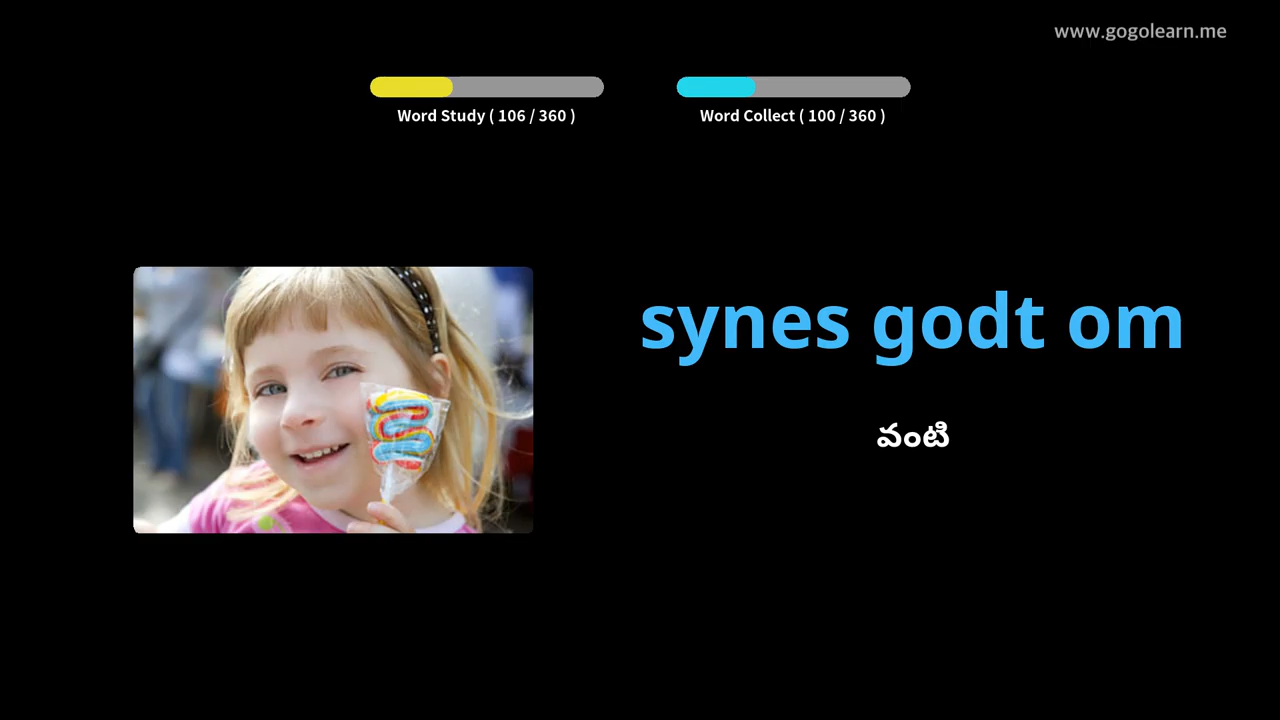 www.gogolearn.me
Word Study ( 106 / 360 )
Word Collect ( 100 / 360 )
synes godt om
వంటి